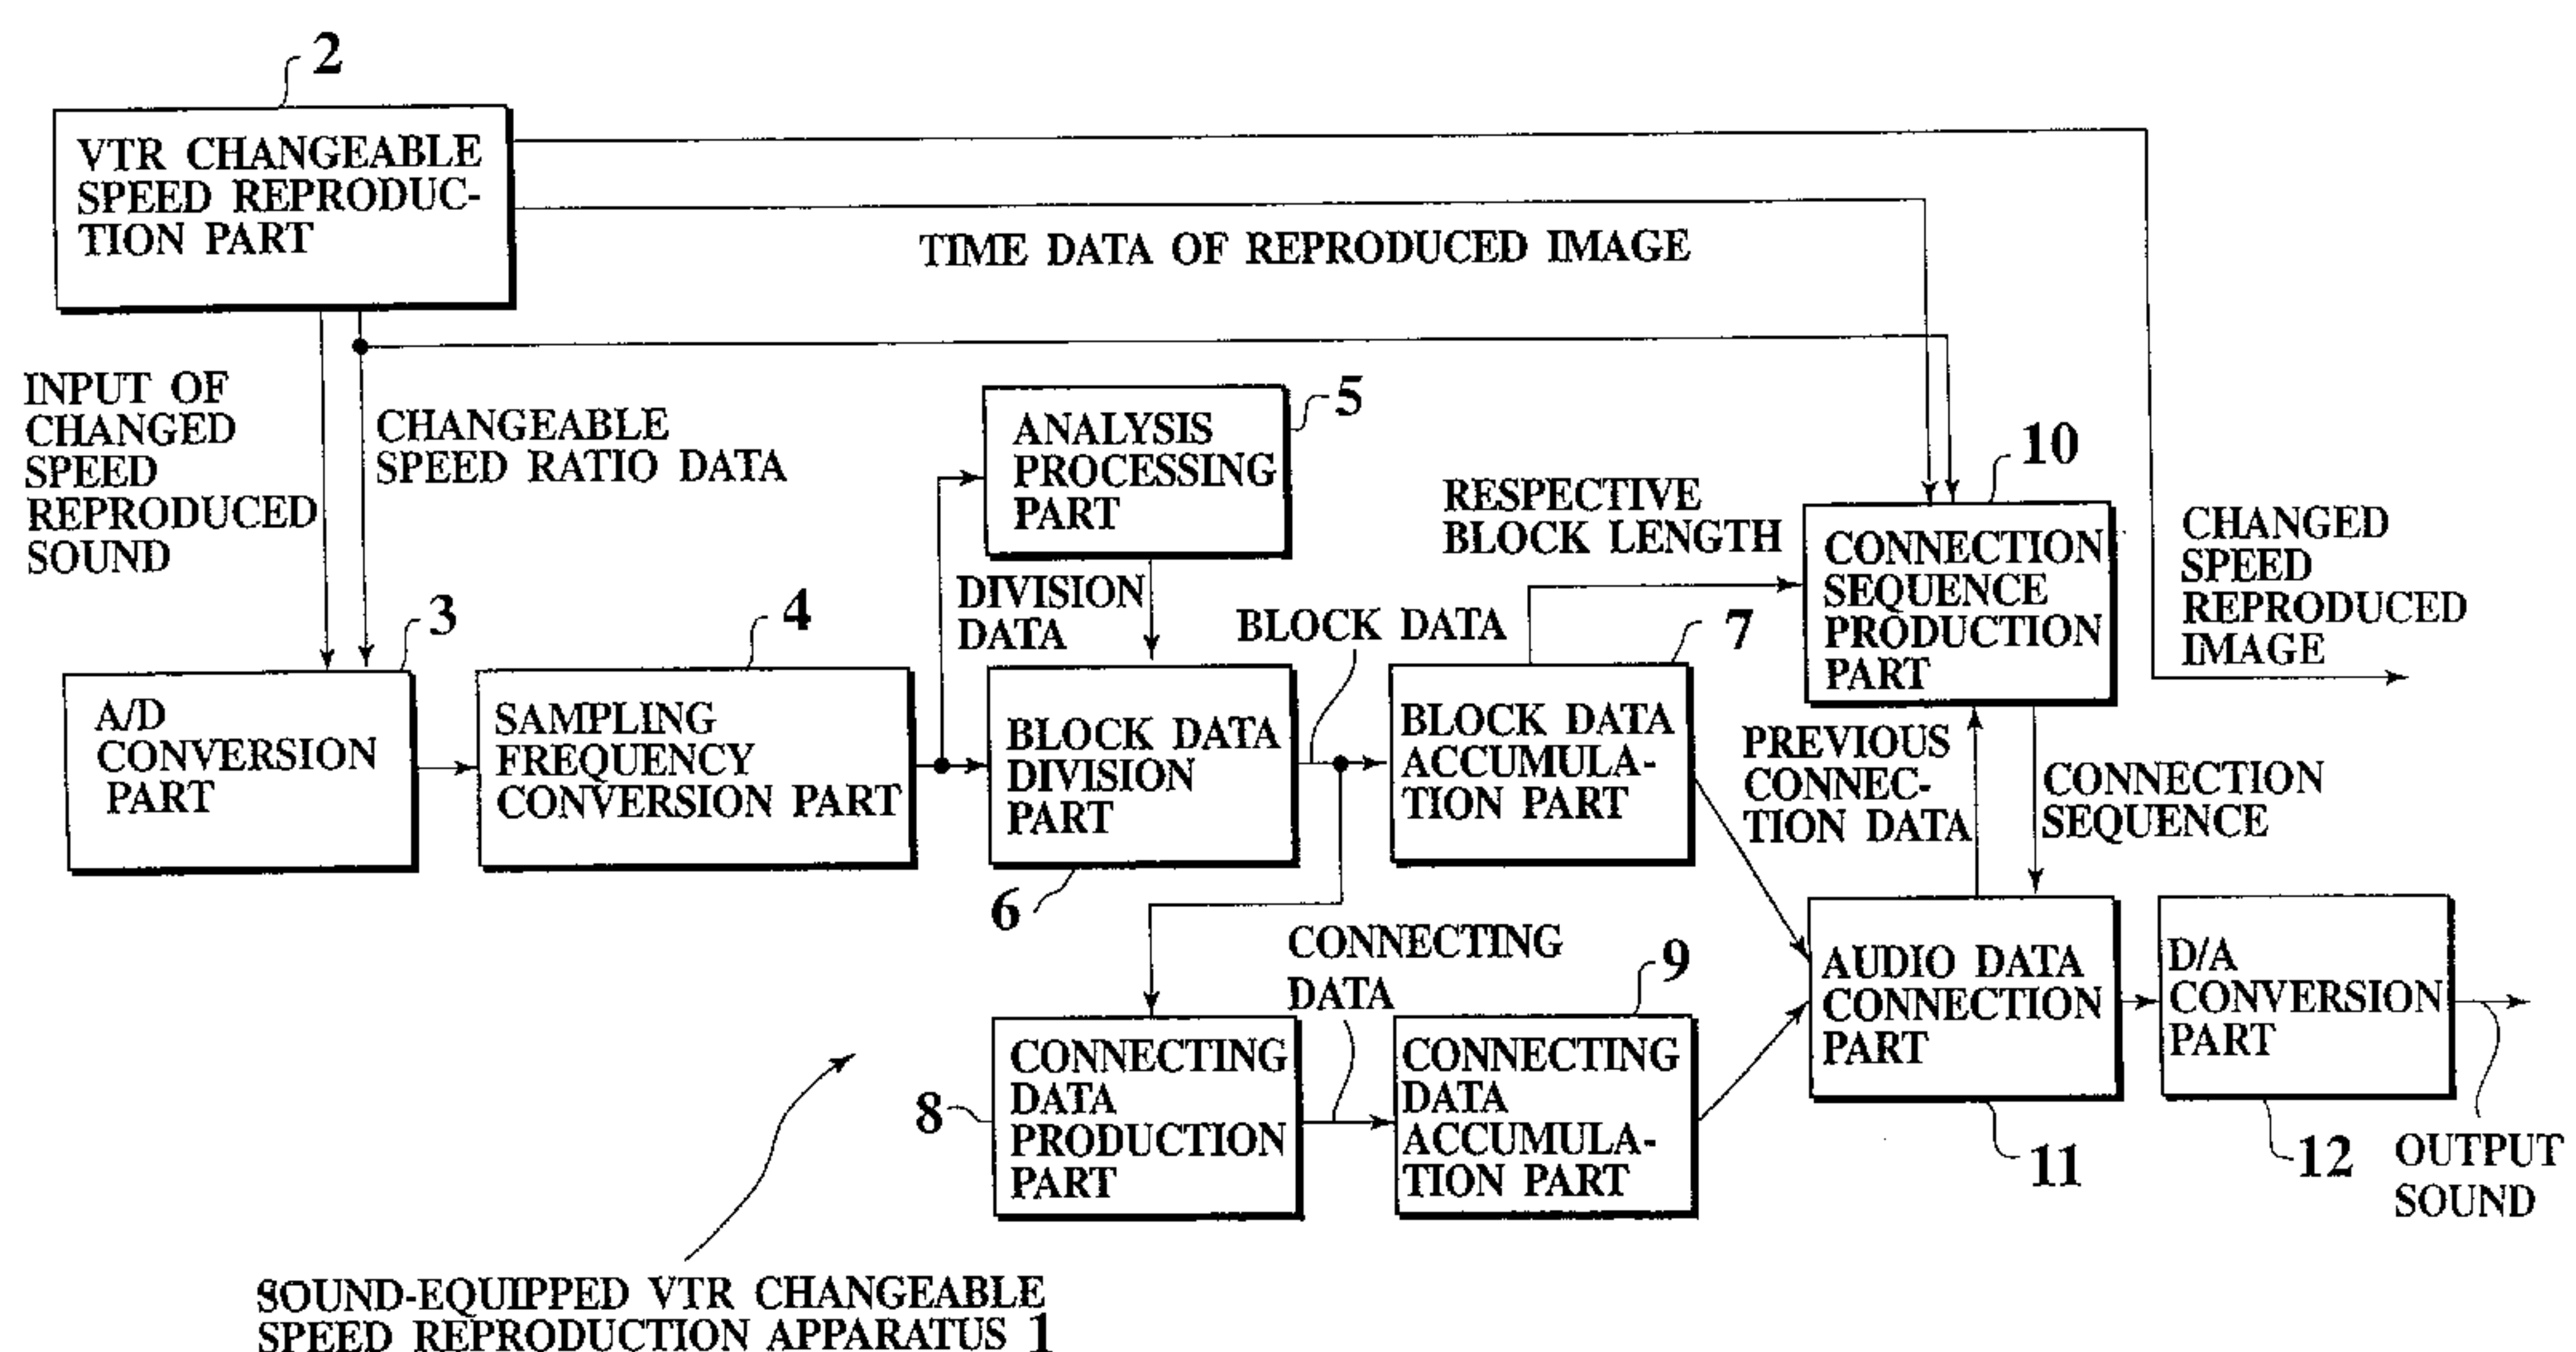 2
VTR CHANGEABLE
SPEED REPRODUC-
TION PART
TIME DATA OF REPRODUCED IMAGE
INPUT OF
CHANGED
SPEED
REPRODUCED
SOUND
CHANGEABLE
SPEED RATIO DATA
5
ANALYSIS
PROCESSING
PART
DIVISION
DATA
RESPECTIVE
BLOCK LENGTH
10
CONNECTION
SEQUENCE
PRODUCTION
PART
CHANGED
SPEED
REPRODUCED
IMAGE
3
A/D
CONVERSION
PART
4
SAMPLING
FREQUENCY
CONVERSION PART
BLOCK DATA
DIVISION
PART
6
BLOCK DATA
7
BLOCK DATA
ACCUMULA-
TION PART
PREVIOUS
CONNEC-
TION DATA
CONNECTION
SEQUENCE
8
CONNECTING
DATA
PRODUCTION
PART
CONNECTING
DATA
9
CONNECTING
DATA
ACCUMULA-
TION PART
AUDIO DATA
CONNECTION
PART
11
D/A
CONVERSION
PART
12
OUTPUT
SOUND
SOUND-EQUIPPED VTR CHANGEABLE
SPEED REPRODUCTION APPARATUS 1